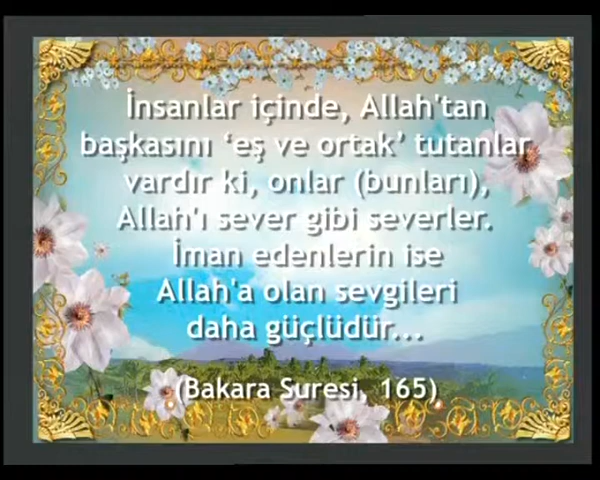 İnsanlar içinde, Allah'tan
başkasını ‘eş ve ortak’ tutanlar
vardır ki, onlar (bunları),
Allah'ı sever gibi severler.
İman edenlerin ise
Allah'a olan sevgileri
daha güçlüdür...
(Bakara Suresi, 165)